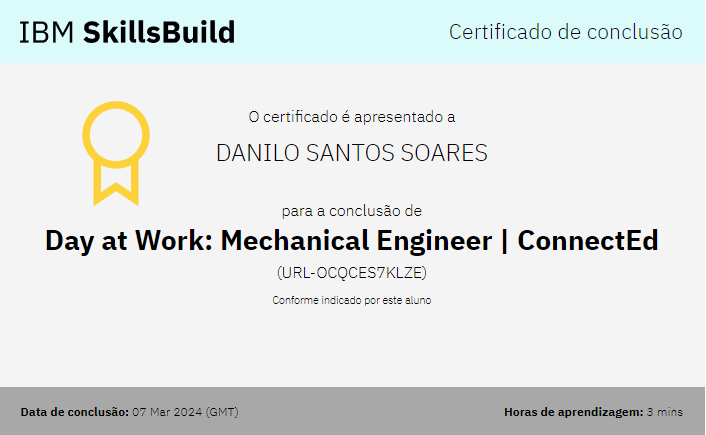 IBM SkillsBuild
Certificado de conclusão
O certificado é apresentado a
DANILO SANTOS SOARES
para a conclusão de
Day at Work: Mechanical Engineer | ConnectEd
(URL-OCQCES7KLZE)
Conforme indicado por este aluno
Data de conclusão: 07 Mar 2024 (GMT)
Horas de aprendizagem: 3 mins